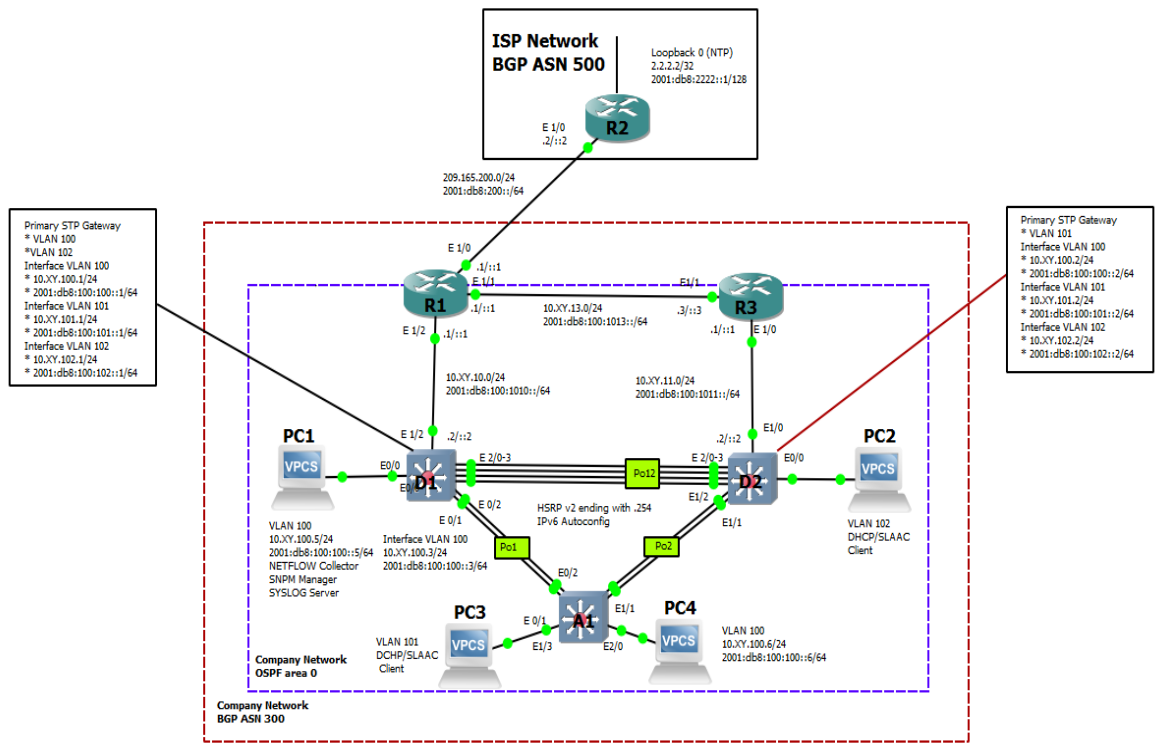 ISP Network
BGP ASN 500
Loopback 0 (NTP)
2.2.2.2/32
2001:db8:2222::1/128
R2
E 1/0
.2/::2
209.165.200.0/24
2001:db8:200::/64
Primary STP Gateway
* VLAN 100
*VLAN 102
Interface VLAN 100
* 10.XY.100.1/24
* 2001:db8:100:100::1/64
Interface VLAN 101
* 10.XY.101.1/24
* 2001:db8:100:101::1/64
Interface VLAN 102
* 10.XY.102.1/24
* 2001:db8:100:102::1/64
Primary STP Gateway
* VLAN 101
Interface VLAN 100
* 10.XY.100.2/24
* 2001:db8:100:100::2/64
Interface VLAN 101
* 10.XY.101.2/24
* 2001:db8:100:101::2/64
Interface VLAN 102
* 10.XY.102.2/24
* 2001:db8:100:102::2/64
E 1/0
.1/::1
E 1/1
R1
.1/::1
E 1/2
.1/::1
10.XY.13.0/24
2001:db8:100:1013::/64
E1/1
.3/::3
R3
.1/::1
E 1/0
10.XY.10.0/24
2001:db8:100:1010::/64
10.XY.11.0/24
2001:db8:100:1011::/64
E 1/2
.2/::2
E1/0
.2/::2
PC1
VPCS
E0/0
E0/0
D1
E 2/0-3
Po12
E 2/0-3
D2
E0/0
PC2
VPCS
E 0/2
E 0/1
E1/2
E1/1
HSRP v2 ending with .254
IPv6 Autoconfig
VLAN 100
10.XY.100.5/24
2001:db8:100:100::5/64
NETFLOW Collector
SNPM Manager
SYSLOG Server
Interface VLAN 100
10.XY.100.3/24
2001:db8:100:100::3/64
VLAN 102
DHCP/SLAAC
Client
Po1
Po2
E0/2
E 0/1
A1
E1/1
E1/3
E2/0
PC3
VPCS
VLAN 101
DCHP/SLAAC
Client
PC4
VPCS
VLAN 100
10.XY.100.6/24
2001:db8:100:100::6/64
Company Network
OSPF area 0
Company Network
BGP ASN 300